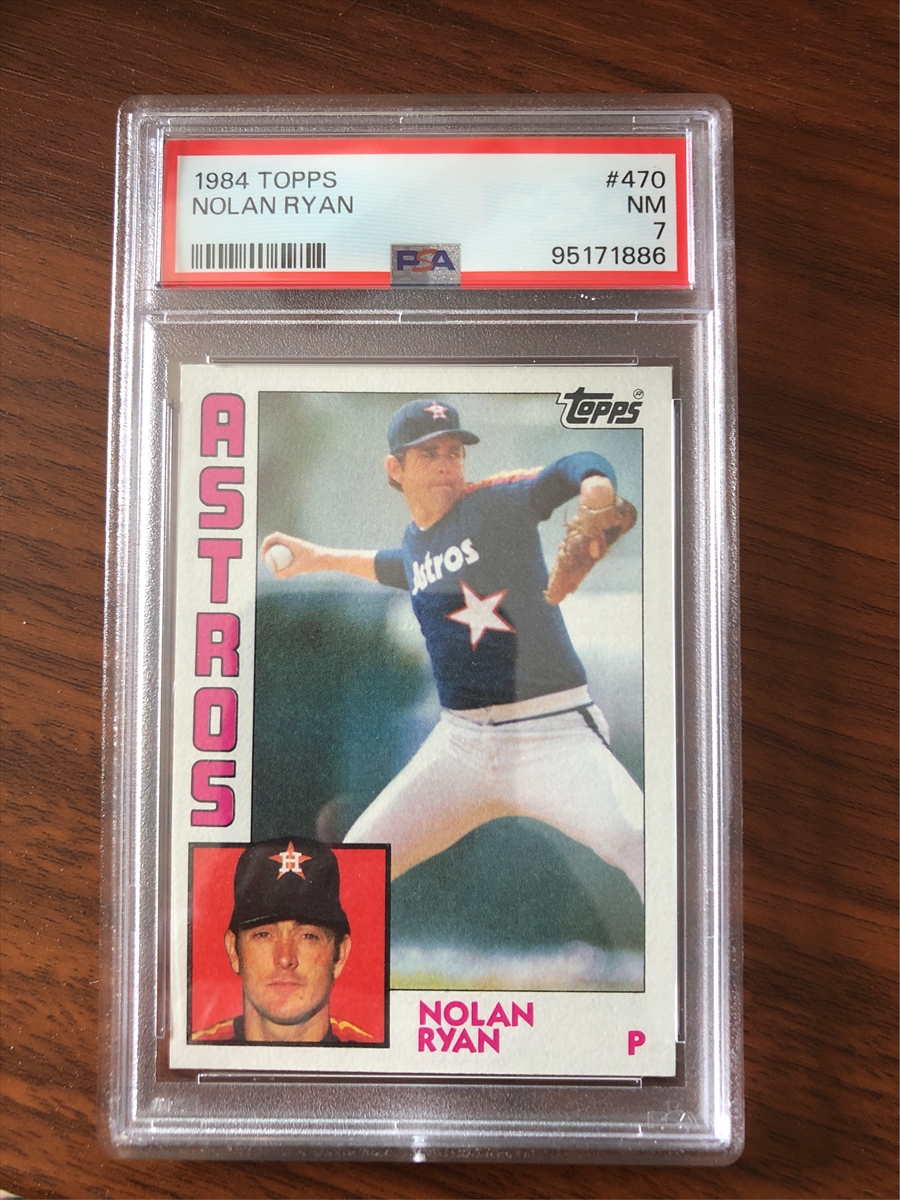 1984 TOPPS #470
NOLAN RYAN NM
7
PSA 95171886
TOPPS®
ASTROS
Astros
H
NOLAN
RYAN P